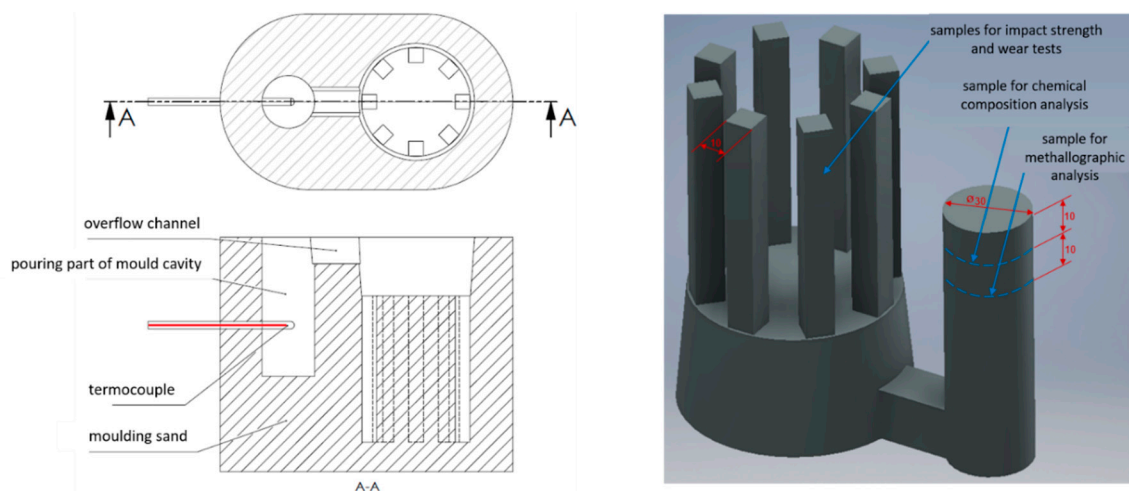 A
A
overflow channel
pouring part of mould cavity
termocouple
moulding sand
A-A
samples for impact strength
and wear tests
sample for chemical
composition analysis
sample for
methallographic
analysis
10
Ø30
10
10